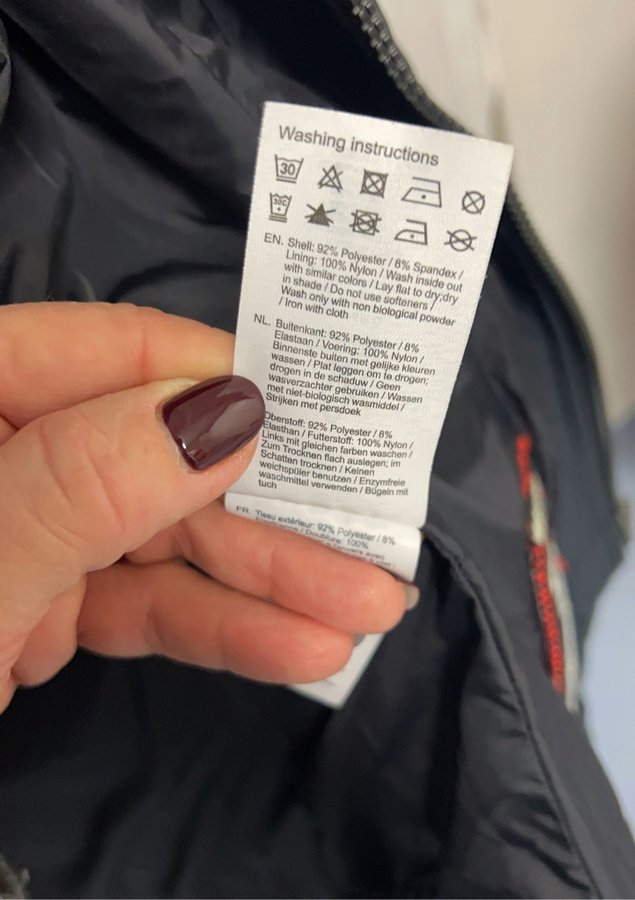 Washing instructions
30
30C
EN. Shell: 92% Polyester / 8% Spandex /
Lining: 100% Nylon / Wash inside out
with similar colors / Lay flat to dry;dry
in shade / Do not use softeners /
Wash only with non biological powder
/ Iron with cloth
NL. Buitenkant: 92% Polyester / 8%
Elastaan / Voering: 100% Nylon /
Binnenste buiten met gelijke kleuren
wassen / Plat leggen om te drogen;
drogen in de schaduw / Geen
wasverzachter gebruiken / Wassen
met niet-biologisch wasmiddel /
Strijken met persdoek
Oberstoff: 92% Polyester / 8%
Elasthan / Futterstoff: 100% Nylon /
Links mit gleichen farben waschen /
Zum Trocknen flach auslegen; im
Schatten trocknen / Keinen
weichspüler benutzen / Enzymfreie
waschmittel verwenden / Bügeln mit
tuch
FR. Tissu extérieur: 92% Polyester / 8%
Doublure: 100%